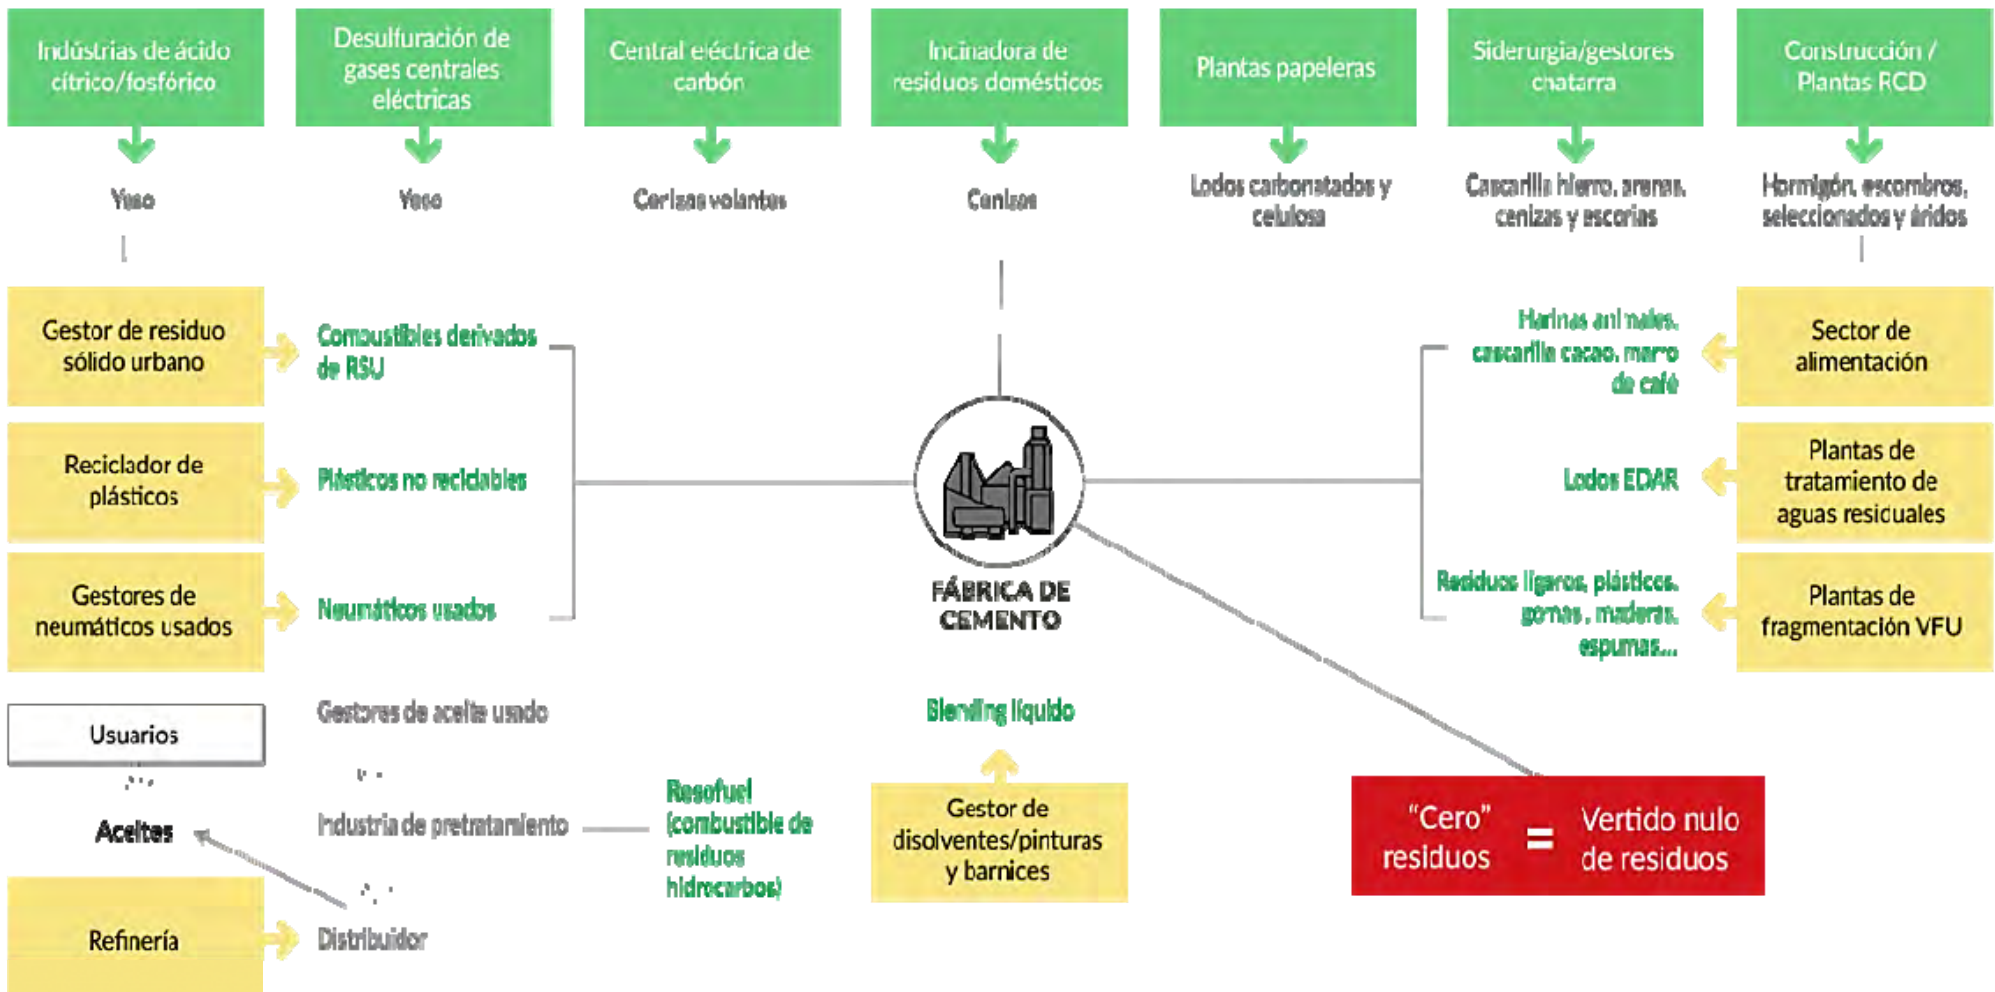 Indústrias de ácido
cítrico/fosfórico
Desulfuración de
gases centrales
eléctricas
Central eléctrica de
carbón
Incinadora de
residuos domésticos
Plantas papeleras
Siderurgia/gestores
chatarra
Construcción /
Plantas RCD
Yeso
Yeso
Cenizas volantes
Cenizas
Lodos carbonatados y
celulosa
Cascarilla hierro, arenas,
cenizas y escorias
Hormigón, escombros,
seleccionados y áridos
Gestor de residuo
sólido urbano
Combustibles derivados
de RSU
Harinas animales,
cascarilla cacao, marro
de café
Sector de
alimentación
Reciclador de
plásticos
Plásticos no reciclables
Lodos EDAR
Plantas de
tratamiento de
aguas residuales
Gestores de
neumáticos usados
Neumáticos usados
FÁBRICA DE
CEMENTO
Residuos ligeros, plásticos,
gomas, maderas,
espumas...
Plantas de
fragmentación VFU
Usuarios
Gestores de aceite usado
Blending líquido
Aceites
Industria de pretratamiento
Resofuel
(combustible de
residuos
hidrocarbos)
Gestor de
disolventes/pinturas
y barnices
"Cero"
residuos
=
Vertido nulo
de residuos
Refinería
Distribuidor